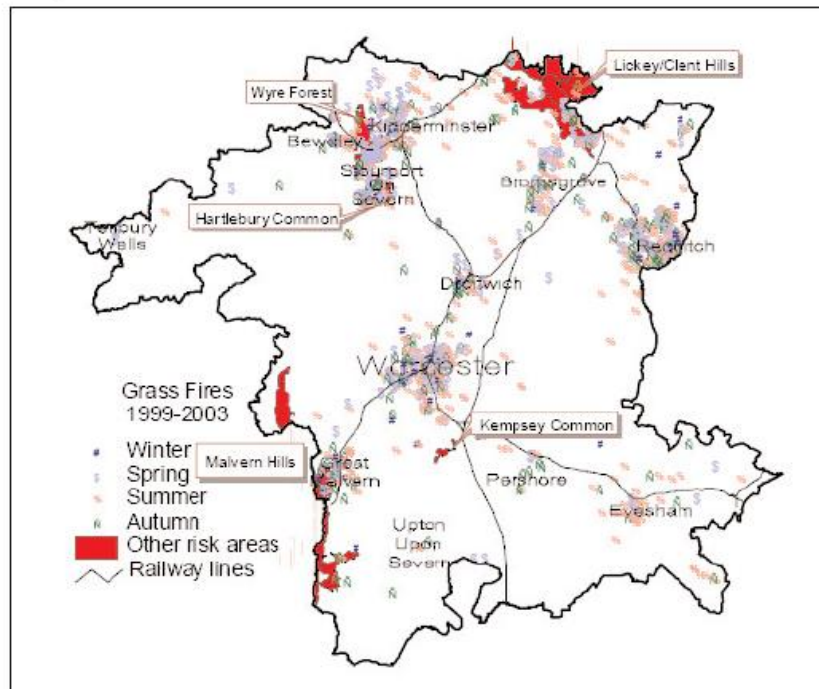 Lickey/Clent Hills
Wyre Forest
Kidderminster
Bewdley
Stourport
On
Severn
Bromsgrove
Hartlebury Common
Tenbury
Wells
Redditch
Droitwich
Worcester
Grass Fires
1999-2003
Kempsey Common
Winter
Malvern Hills
Great
Malvern
Spring
Pershore
Summer
Evesham
Autumn
Upton
Upon
Severn
Other risk areas
Railway lines